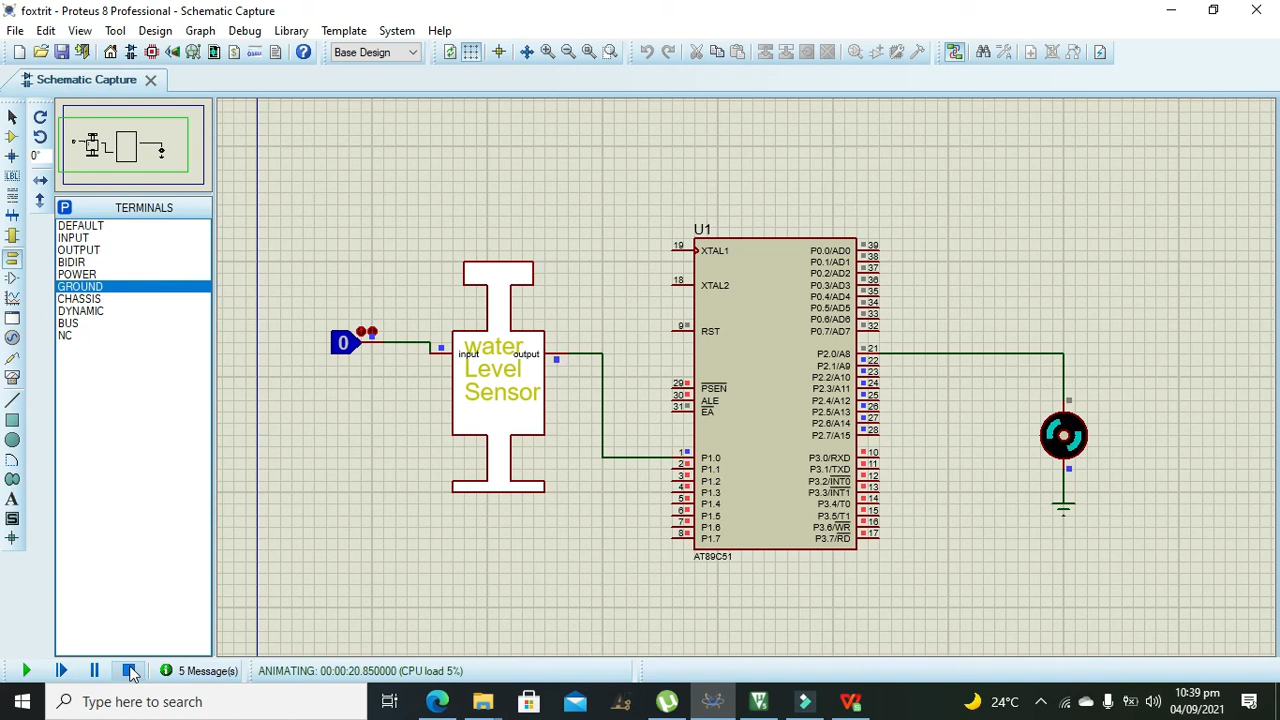 foxtrit - Proteus 8 Professional - Schematic Capture
File Edit View Tool Design Graph Debug Library Template System Help
Base Design
Schematic Capture
0°
P TERMINALS
DEFAULT
INPUT
OUTPUT
BIDIR
POWER
GROUND
CHASSIS
DYNAMIC
BUS
NC
LBL
A
0
water
Level
Sensor
input
output
U1
19 XTAL1
18 XTAL2
9 RST
29 PSEN
30 ALE
31 EA
1 P1.0
2 P1.1
3 P1.2
4 P1.3
5 P1.4
6 P1.5
7 P1.6
8 P1.7
P0.0/AD0 39
P0.1/AD1 38
P0.2/AD2 37
P0.3/AD3 36
P0.4/AD4 35
P0.5/AD5 34
P0.6/AD6 33
P0.7/AD7 32
P2.0/A8 21
P2.1/A9 22
P2.2/A10 23
P2.3/A11 24
P2.4/A12 25
P2.5/A13 26
P2.6/A14 27
P2.7/A15 28
P3.0/RXD 10
P3.1/TXD 11
P3.2/INT0 12
P3.3/INT1 13
P3.4/T0 14
P3.5/T1 15
P3.6/WR 16
P3.7/RD 17
AT89C51
5 Message(s)
ANIMATING: 00:00:20.850000 (CPU load 5%)
Type here to search
24°C
10:39 pm
04/09/2021